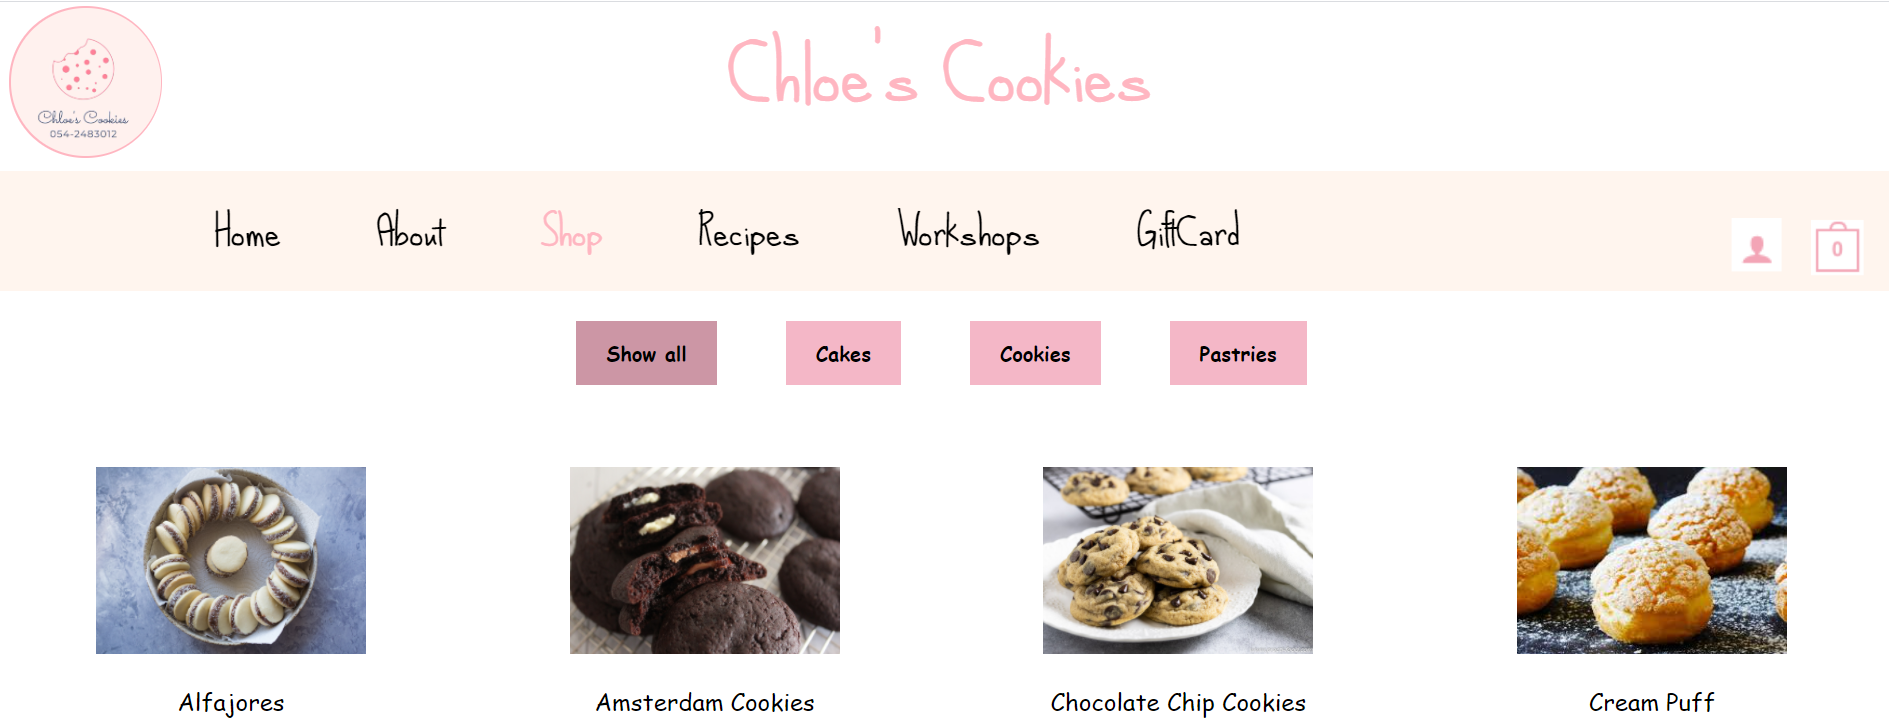 Chloe's Cookies
054-2483012
Chloe's Cookies
Home
About
Shop
Recipes
Workshops
GiftCard
0
Show all
Cakes
Cookies
Pastries
Alfajores
Amsterdam Cookies
Chocolate Chip Cookies
Cream Puff